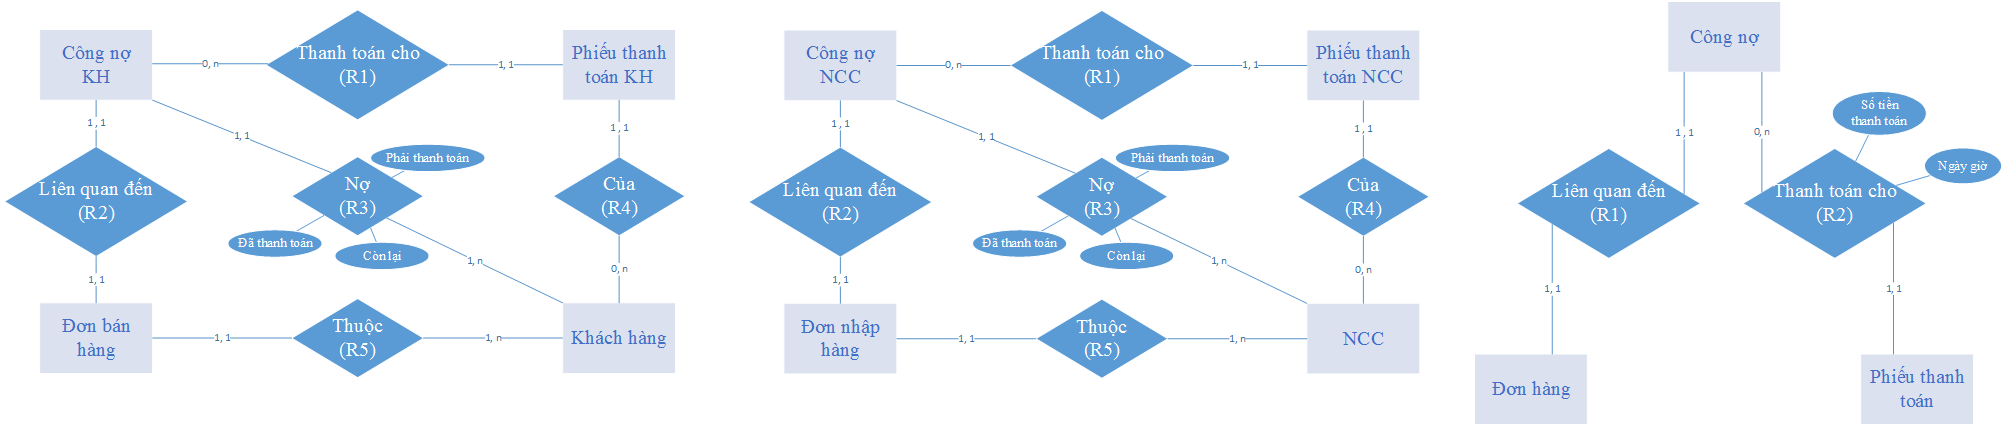 Công nợ
KH
0, n
Thanh toán cho
(R1)
1, 1
Phiếu thanh
toán KH
1 , 1
1, 1
1 , 1
Phải thanh toán
Liên quan đến
(R2)
Nợ
(R3)
Của
(R4)
Đã thanh toán
Còn lại
1, n
0, n
1, 1
Đơn bán
hàng
1, 1
Thuộc
(R5)
1, n
Khách hàng
Công nợ
NCC
0, n
Thanh toán cho
(R1)
1, 1
Phiếu thanh
toán NCC
1 , 1
1, 1
1 , 1
Phải thanh toán
Liên quan đến
(R2)
Nợ
(R3)
Của
(R4)
Đã thanh toán
Còn lại
1, n
0, n
1, 1
Đơn nhập
hàng
1, 1
Thuộc
(R5)
1, n
NCC
Công nợ
1 , 1
0, n
Số tiền
thanh toán
Ngày giờ
Liên quan đến
(R1)
Thanh toán cho
(R2)
1, 1
1, 1
Đơn hàng
Phiếu thanh
toán